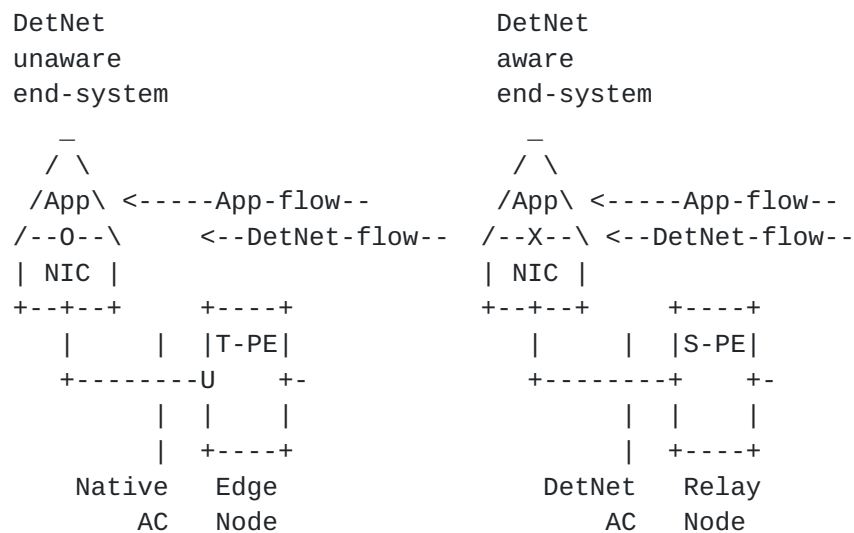 DetNet                         DetNet
unaware                        aware
end-system                     end-system
   _                              _
  / \                            / \
 /App\ <-----App-flow--         /App\ <-----App-flow--
/--O--\     <--DetNet-flow--  /--X--\ <--DetNet-flow--
| NIC |                       | NIC |
+--+--+     +----+            +--+--+     +----+
   |     |  |T-PE|               |     |  |S-PE|
   +--------U    +-              +--------+    +-
         |  |    |                     |  |    |
         |  +----+                     |  +----+
    Native   Edge                 DetNet   Relay
        AC   Node                     AC   Node